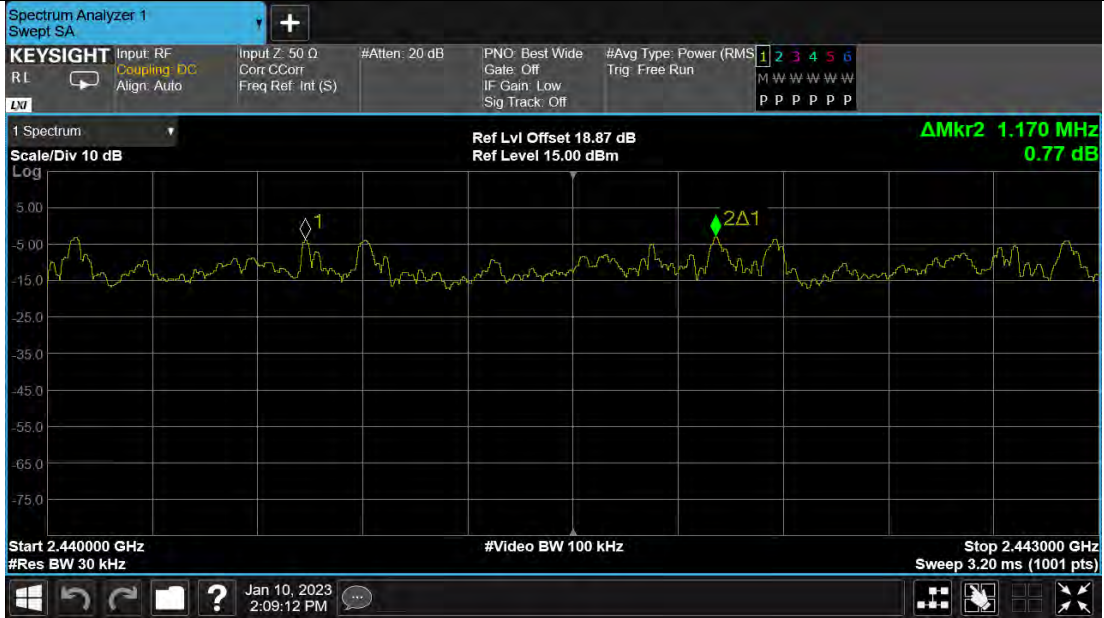 Spectrum Analyzer 1
Swept SA
KEYSIGHT
R L
LXI
Input: RF
Coupling: DC
Align: Auto
Input Z: 50 Ω
Corr CCorr
Freq Ref: Int (S)
#Atten: 20 dB
PNO: Best Wide
Gate: Off
IF Gain: Low
Sig Track: Off
#Avg Type: Power (RMS
Trig: Free Run
1 2 3 4 5 6
M W W W W W
P P P P P P
1 Spectrum
Scale/Div 10 dB
Ref Lvl Offset 18.87 dB
Ref Level 15.00 dBm
ΔMkr2 1.170 MHz
0.77 dB
Log
5.00
-5.00
-15.0
-25.0
-35.0
-45.0
-55.0
-65.0
-75.0
1
2Δ1
Start 2.440000 GHz
#Res BW 30 kHz
#Video BW 100 kHz
Stop 2.443000 GHz
Sweep 3.20 ms (1001 pts)
Jan 10, 2023
2:09:12 PM